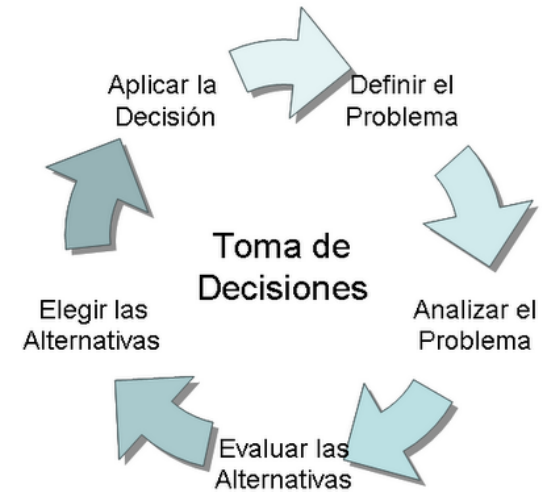 Aplicar la
Decisión
Definir el
Problema
Toma de
Decisiones
Elegir las
Alternativas
Analizar el
Problema
Evaluar las
Alternativas